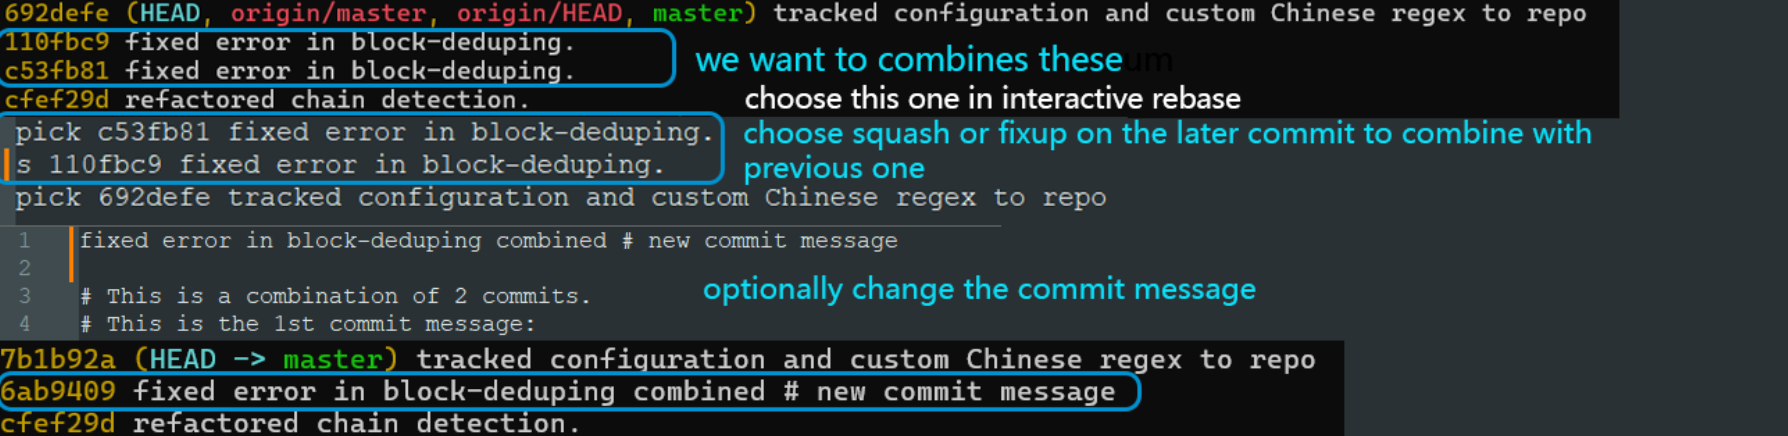 692defe (HEAD, origin/master, origin/HEAD, master) tracked configuration and custom Chinese regex to repo
110fbc9 fixed error in block-deduping.
c53fb81 fixed error in block-deduping.
we want to combines these um
cfef29d refactored chain detection.
choose this one in interactive rebase
pick c53fb81 fixed error in block-deduping.
s 110fbc9 fixed error in block-deduping.
choose squash or fixup on the later commit to combine with
previous one
pick 692defe tracked configuration and custom Chinese regex to repo
1 fixed error in block-deduping combined # new commit message
2
3 # This is a combination of 2 commits.
4 # This is the 1st commit message:
optionally change the commit message
7b1b92a (HEAD -> master) tracked configuration and custom Chinese regex to repo
6ab9409 fixed error in block-deduping combined # new commit message
cfef29d refactored chain detection.